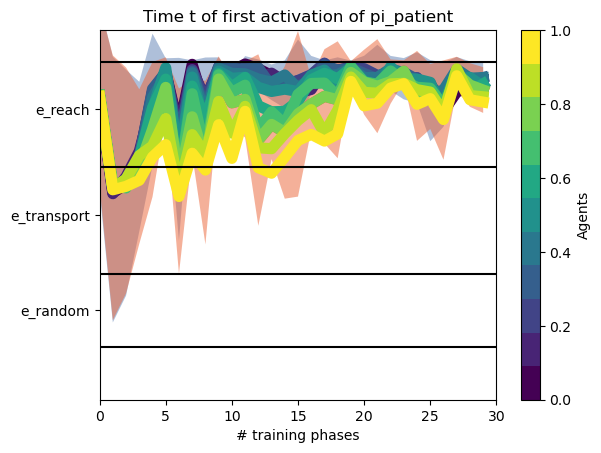 Time t of first activation of pi_patient
e_reach
e_transport
e_random
0
5
10
15
20
25
30
# training phases
1.0
0.8
0.6
0.4
0.2
0.0
Agents